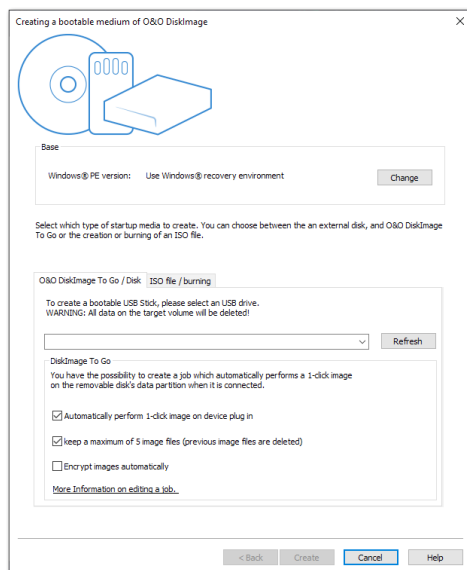 Creating a bootable medium of O&O DiskImage
Base
Windows® PE version: Use Windows® recovery environment
Change
Select which type of startup media to create. You can choose between the an external disk, and O&O DiskImage
To Go or the creation or burning of an ISO file.
O&O DiskImage To Go / Disk
ISO file / burning
To create a bootable USB Stick, please select an USB drive.
WARNING: All data on the target volume will be deleted!
Refresh
DiskImage To Go
You have the possibility to create a job which automatically performs a 1-click image
on the removable disk's data partition when it is connected.
Automatically perform 1-click image on device plug in
keep a maximum of 5 image files (previous image files are deleted)
Encrypt images automatically
More Information on editing a job.
< Back
Create
Cancel
Help